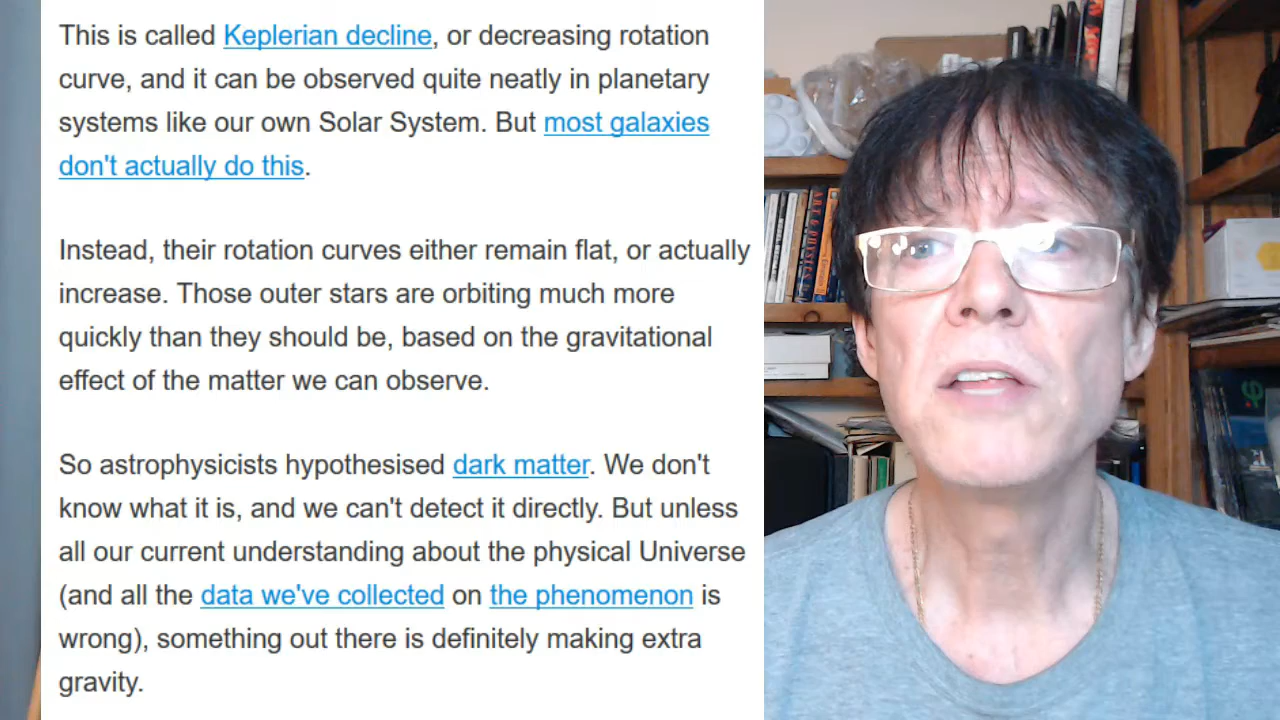 This is called Keplerian decline, or decreasing rotation
curve, and it can be observed quite neatly in planetary
systems like our own Solar System. But most galaxies
don't actually do this.
Instead, their rotation curves either remain flat, or actually
increase. Those outer stars are orbiting much more
quickly than they should be, based on the gravitational
effect of the matter we can observe.
So astrophysicists hypothesised dark matter. We don't
know what it is, and we can't detect it directly. But unless
all our current understanding about the physical Universe
(and all the data we've collected on the phenomenon is
wrong), something out there is definitely making extra
gravity.
ART & PHYSICS